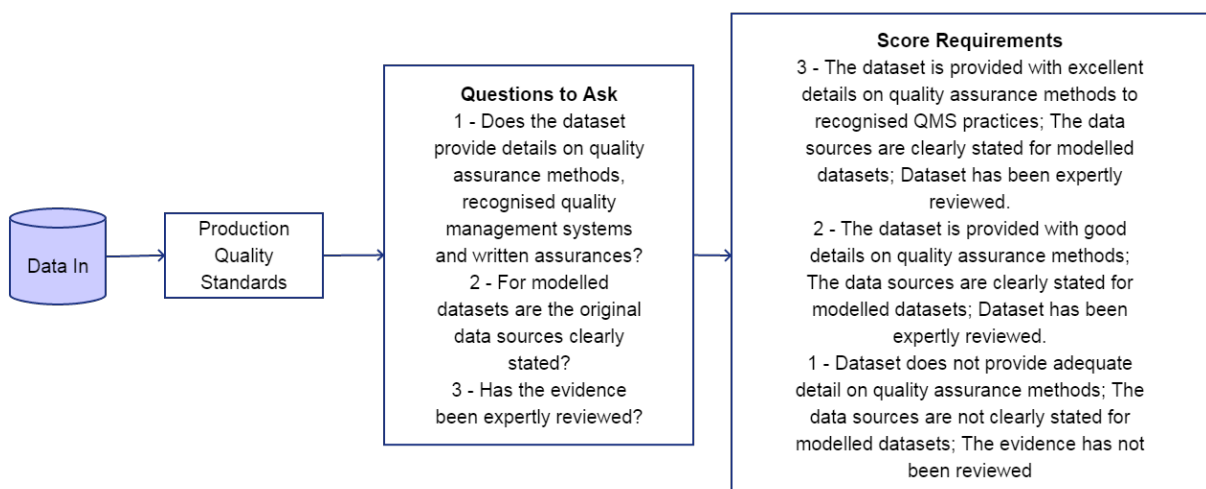 Data In
Production
Quality
Standards
Questions to Ask
1 - Does the dataset
provide details on quality
assurance methods,
recognised quality
management systems
and written assurances?
2 - For modelled
datasets are the original
data sources clearly
stated?
3 - Has the evidence
been expertly reviewed?
Score Requirements
3 - The dataset is provided with excellent
details on quality assurance methods to
recognised QMS practices; The data
sources are clearly stated for modelled
datasets; Dataset has been expertly
reviewed.
2 - The dataset is provided with good
details on quality assurance methods;
The data sources are clearly stated for
modelled datasets; Dataset has been
expertly reviewed.
1 - Dataset does not provide adequate
detail on quality assurance methods; The
data sources are not clearly stated for
modelled datasets; The evidence has not
been reviewed